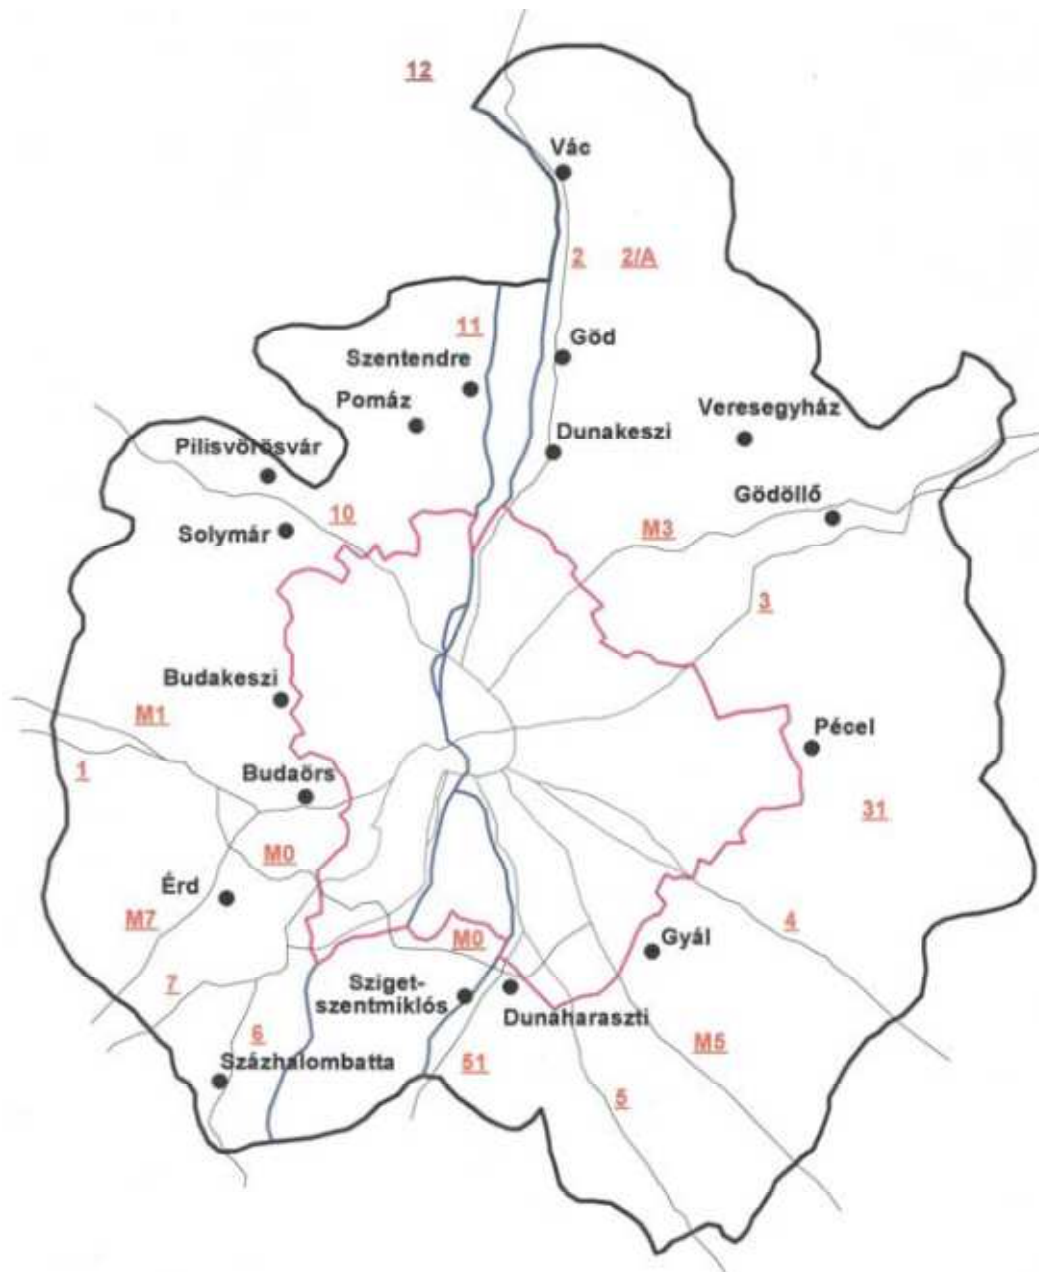 12
Vác
2 2/A
11
Göd
Szentendre
Pomáz
Veresegyház
Dunakeszi
Pilisvörösvár
Gödöllő
10
M3
Solymár
3
Budakeszi
M1
Pécel
1
Budaörs
31
M0
Érd
M7
4
M0
Gyál
7
Sziget-
szentmiklós
Dunaharaszti
6
M5
Százhalombatta
51
5